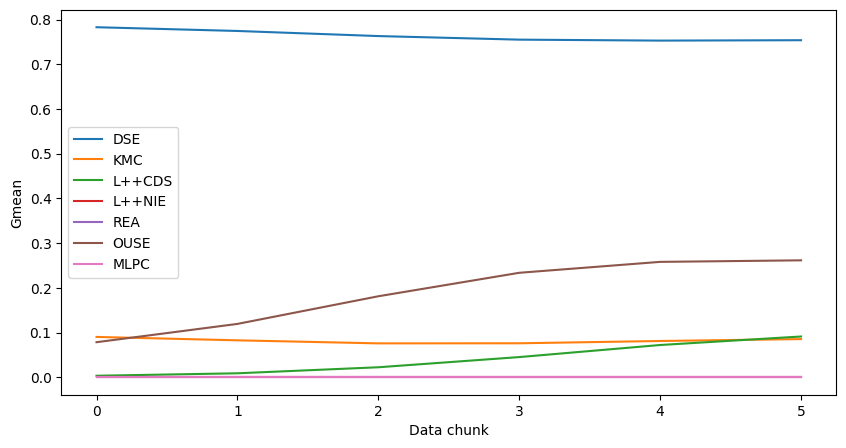 0.8
0.7
0.6
0.5
0.4
0.3
0.2
0.1
0.0
Gmean
DSE
KMC
L++CDS
L++NIE
REA
OUSE
MLPC
0 1 2 3 4 5
Data chunk